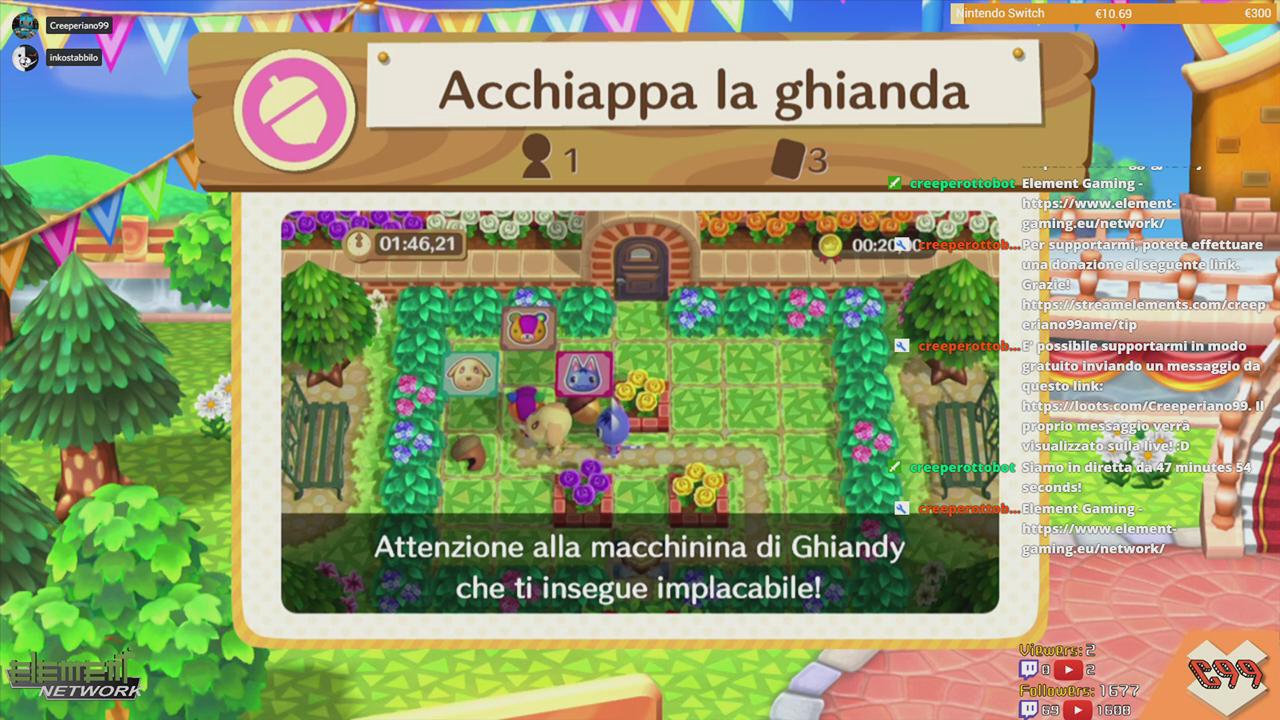 Creeperiano99
inkostabbilo
Nintendo Switch €10.69 €300
Acchiappa la ghianda
1 3
01:46,21
creeperottobot Element Gaming -
https://www.element-
gaming.eu/network/
creeperottob... Per supportarmi, potete effettuare
una donazione al seguente link.
Grazie!
https://streamelements.com/creep
eriano99ame/tip
creeperottob... E' possibile supportarmi in modo
gratuito inviando un messaggio da
questo link:
https://loots.com/Creeperiano99. Il
proprio messaggio verrà
visualizzato sulla live! :D
creeperottobot Siamo in diretta da 47 minutes 54
seconds!
creeperottob... Element Gaming -
https://www.element-
gaming.eu/network/
Attenzione alla macchinina di Ghiandy
che ti insegue implacabile!
Viewers: 2
0 2
Followers: 1677
69 1608
element
NETWORK
C99